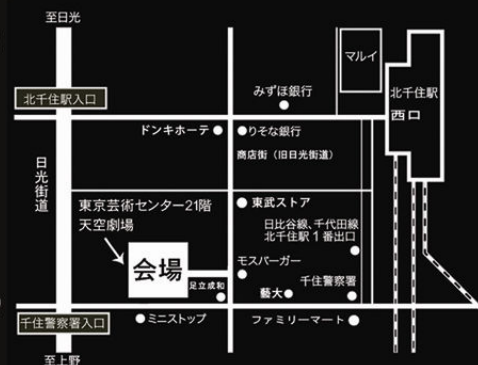 至日光
マルイ
北千住駅
西口
みずほ銀行
北千住駅入口
ドンキホーテ
りそな銀行
商店街（旧日光街道）
日光街道
東京芸術センター21階
天空劇場
東武ストア
日比谷線、千代田線
北千住駅1番出口
会場
モスバーガー
足立成和
藝大
千住警察署
千住警察署入口
ミニストップ
ファミリーマート
至上野